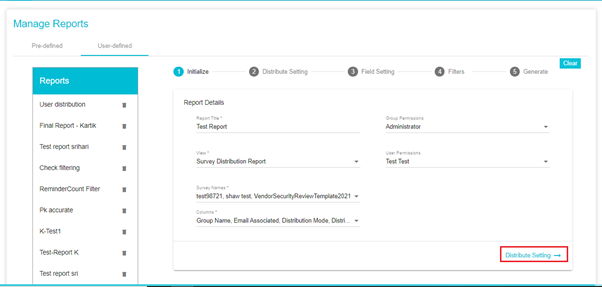 Manage Reports
Pre-defined
User-defined
Reports
User distribution
Final Report - Kartik
Test report srihari
Check filtering
ReminderCount Filter
Pk accurate
K-Test1
Test-Report K
Test report sri
1 Initialize
2 Distribute Setting
3 Field Setting
4 Filters
5 Generate
Clear
Report Details
Report Title *
Test Report
Group Permissions
Administrator
View *
Survey Distribution Report
User Permissions
Test Test
Survey Names *
test98721, shaw test, VendorSecurityReviewTemplate2021
Columns *
Group Name, Email Associated, Distribution Mode, Distri...
Distribute Setting →